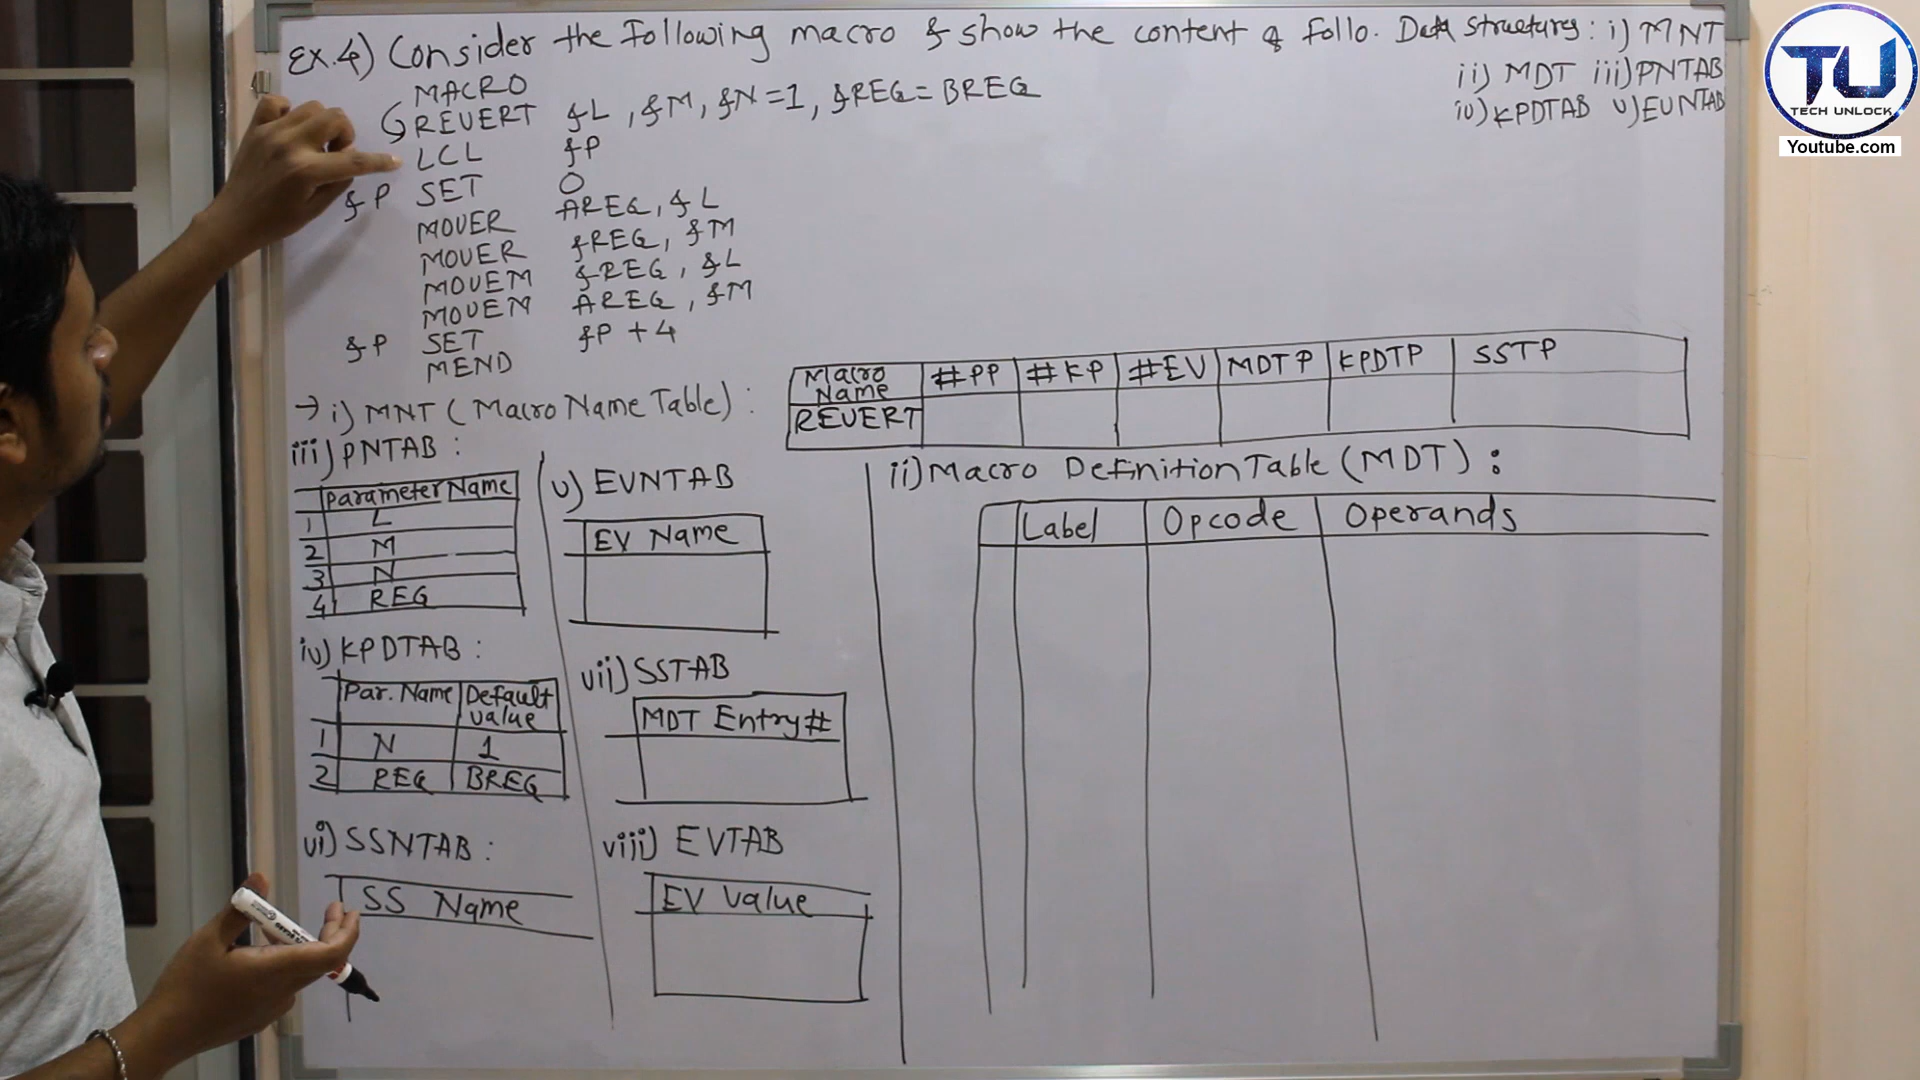 Ex.4) Consider the Following macro & show the content of follo. Data Structures: i) MNT
ii) MDT iii) PNTAB
iv) KPDTAB v) EVNTAB
MACRO
REVERT &L, &M, &N=1, &REG=BREG
LCL &P
&P SET 0
MOVER AREG, &L
MOVER &REG, &M
MOVEM &REG, &L
MOVEM AREG, &M
&P SET &P+4
MEND
→ i) MNT (Macro Name Table):
Macro Name #PP #KP #EV MDTP KPDTP SSTP
REVERT
iii) PNTAB:
Parameter Name
1 L
2 M
3 N
4 REG
v) EVNTAB
EV Name
ii) Macro Definition Table (MDT):
Label Opcode Operands
iv) KPDTAB:
Par. Name Default value
1 N 1
2 REG BREG
vii) SSTAB
MDT Entry#
vi) SSNTAB:
SS Name
viii) EVTAB
EV Value
TU
TECH UNLOCK
Youtube.com